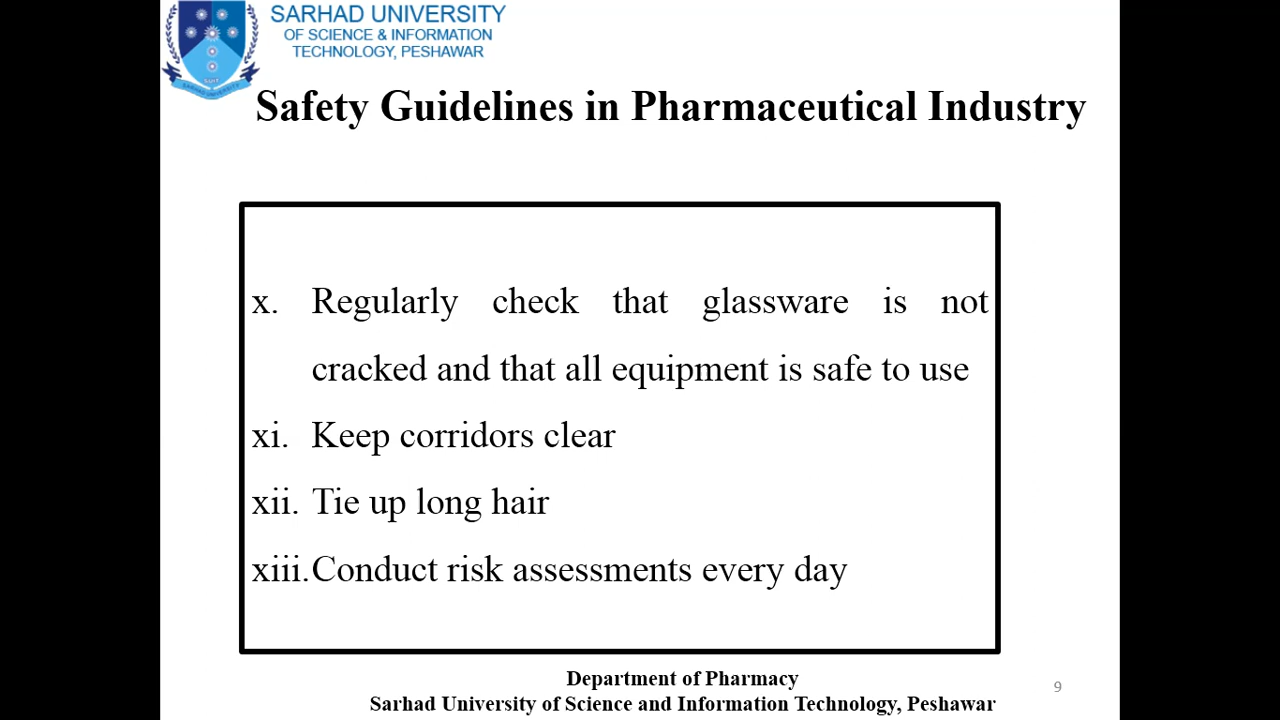 SARHAD UNIVERSITY
OF SCIENCE & INFORMATION
TECHNOLOGY, PESHAWAR
SARHAD UNIVERSITY
Safety Guidelines in Pharmaceutical Industry
x. Regularly check that glassware is not
cracked and that all equipment is safe to use
xi. Keep corridors clear
xii. Tie up long hair
xiii. Conduct risk assessments every day
Department of Pharmacy
Sarhad University of Science and Information Technology, Peshawar
9